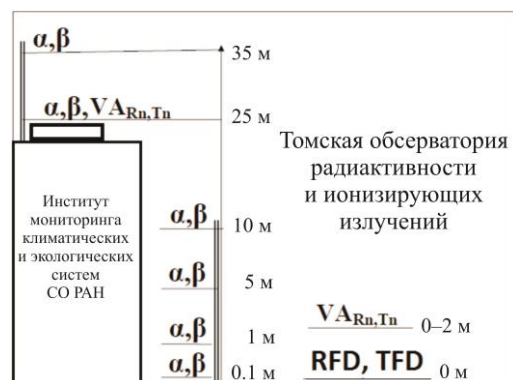 α,β
35 м
α,β,VA_Rn,Tn
25 м
Томская обсерватория
радиактивности
и ионизирующих
излучений
Институт
мониторинга
климатических
и экологических
систем
СО РАН
α,β
10 м
α,β
5 м
α,β
1 м
α,β
0.1 м
VA_Rn,Tn
0–2 м
RFD, TFD
0 м